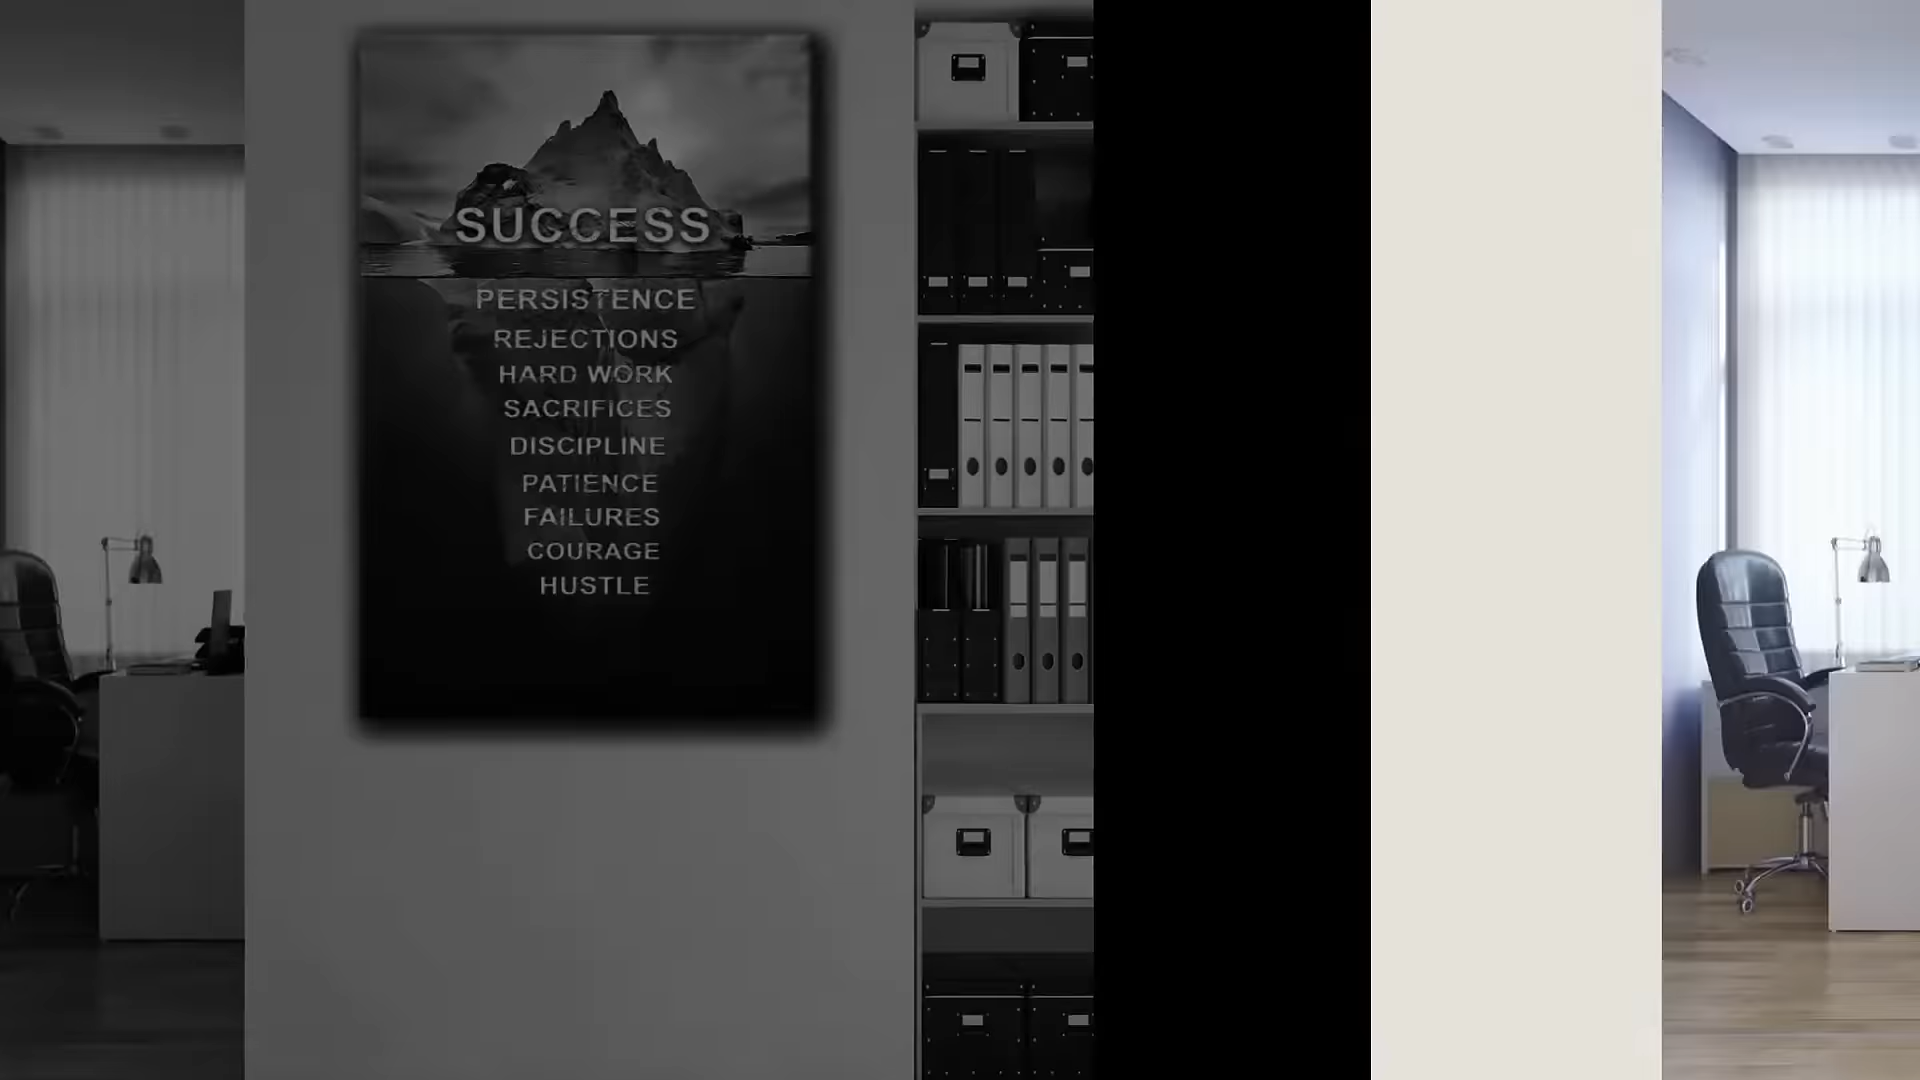 SUCCESS
PERSISTENCE
REJECTIONS
HARD WORK
SACRIFICES
DISCIPLINE
PATIENCE
FAILURES
COURAGE
HUSTLE